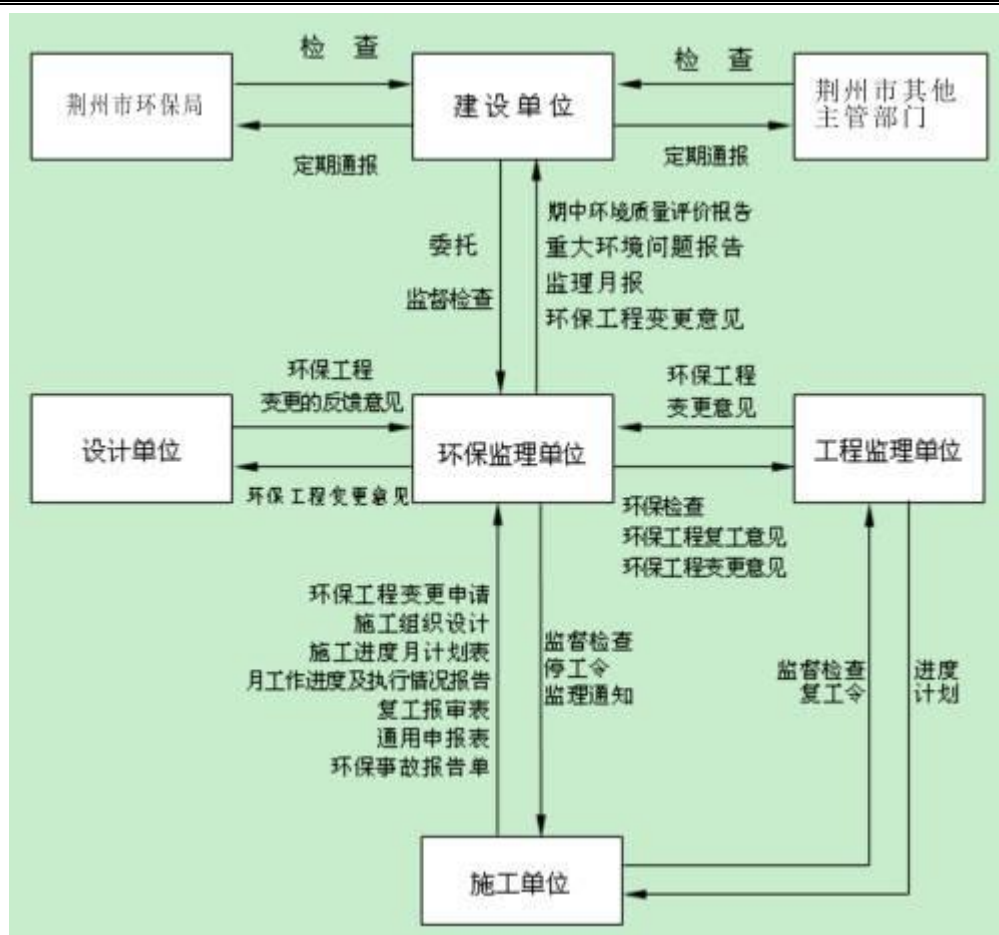 检 查
检 查
荆州市环保局
建设单位
荆州市其他
主管部门
定期通报
定期通报
期中环境质量评价报告
重大环境问题报告
监理月报
环保工程变更意见
委托
监督检查
环保工程
变更的反馈意见
环保工程
变更意见
设计单位
环保监理单位
工程监理单位
环保工程变更意见
环保检查
环保工程复工意见
环保工程变更意见
环保工程变更申请
施工组织设计
施工进度月计划表
月工作进度及执行情况报告
复工报审表
通用申报表
环保事故报告单
监督检查
停工令
监理通知
监督检查
复工令
进度
计划
施工单位